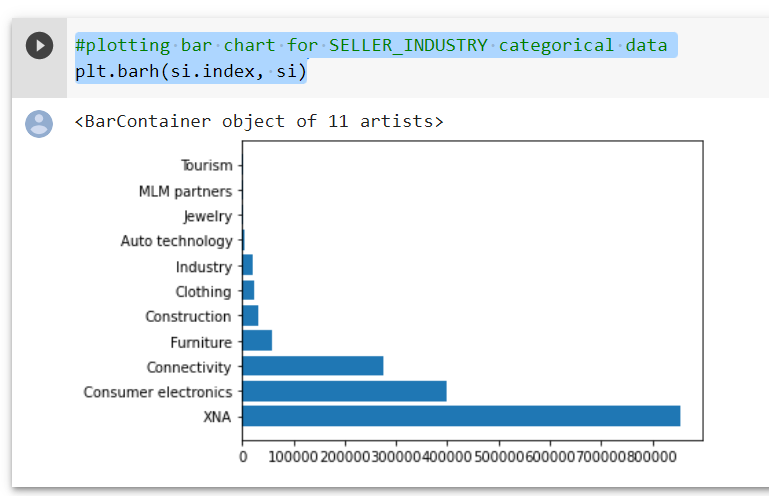 #plotting bar chart for SELLER_INDUSTRY categorical data
plt.barh(si.index, si)
<BarContainer object of 11 artists>
Tourism
MLM partners
Jewelry
Auto technology
Industry
Clothing
Construction
Furniture
Connectivity
Consumer electronics
XNA
0 100000 200000 300000 400000 500000 600000 700000 800000